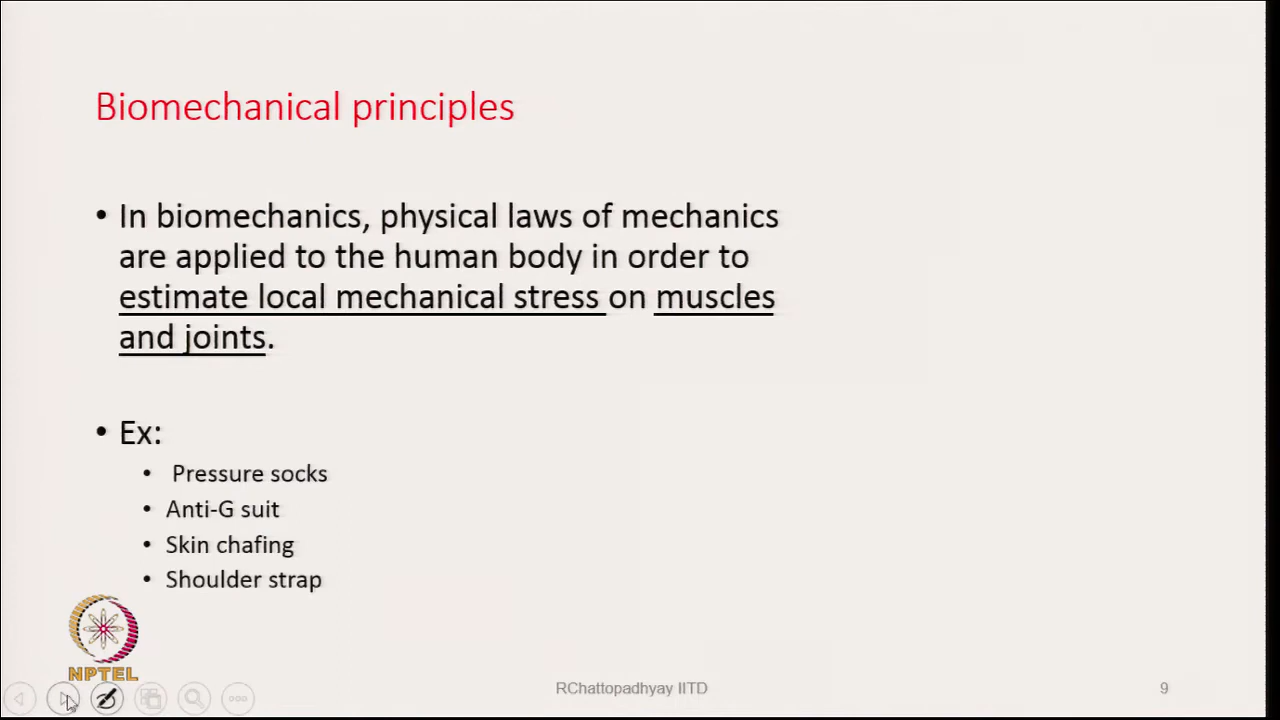 Biomechanical principles
• In biomechanics, physical laws of mechanics
are applied to the human body in order to
estimate local mechanical stress on muscles
and joints.
• Ex:
• Pressure socks
• Anti-G suit
• Skin chafing
• Shoulder strap
NPTEL
RChattopadhyay IITD
9